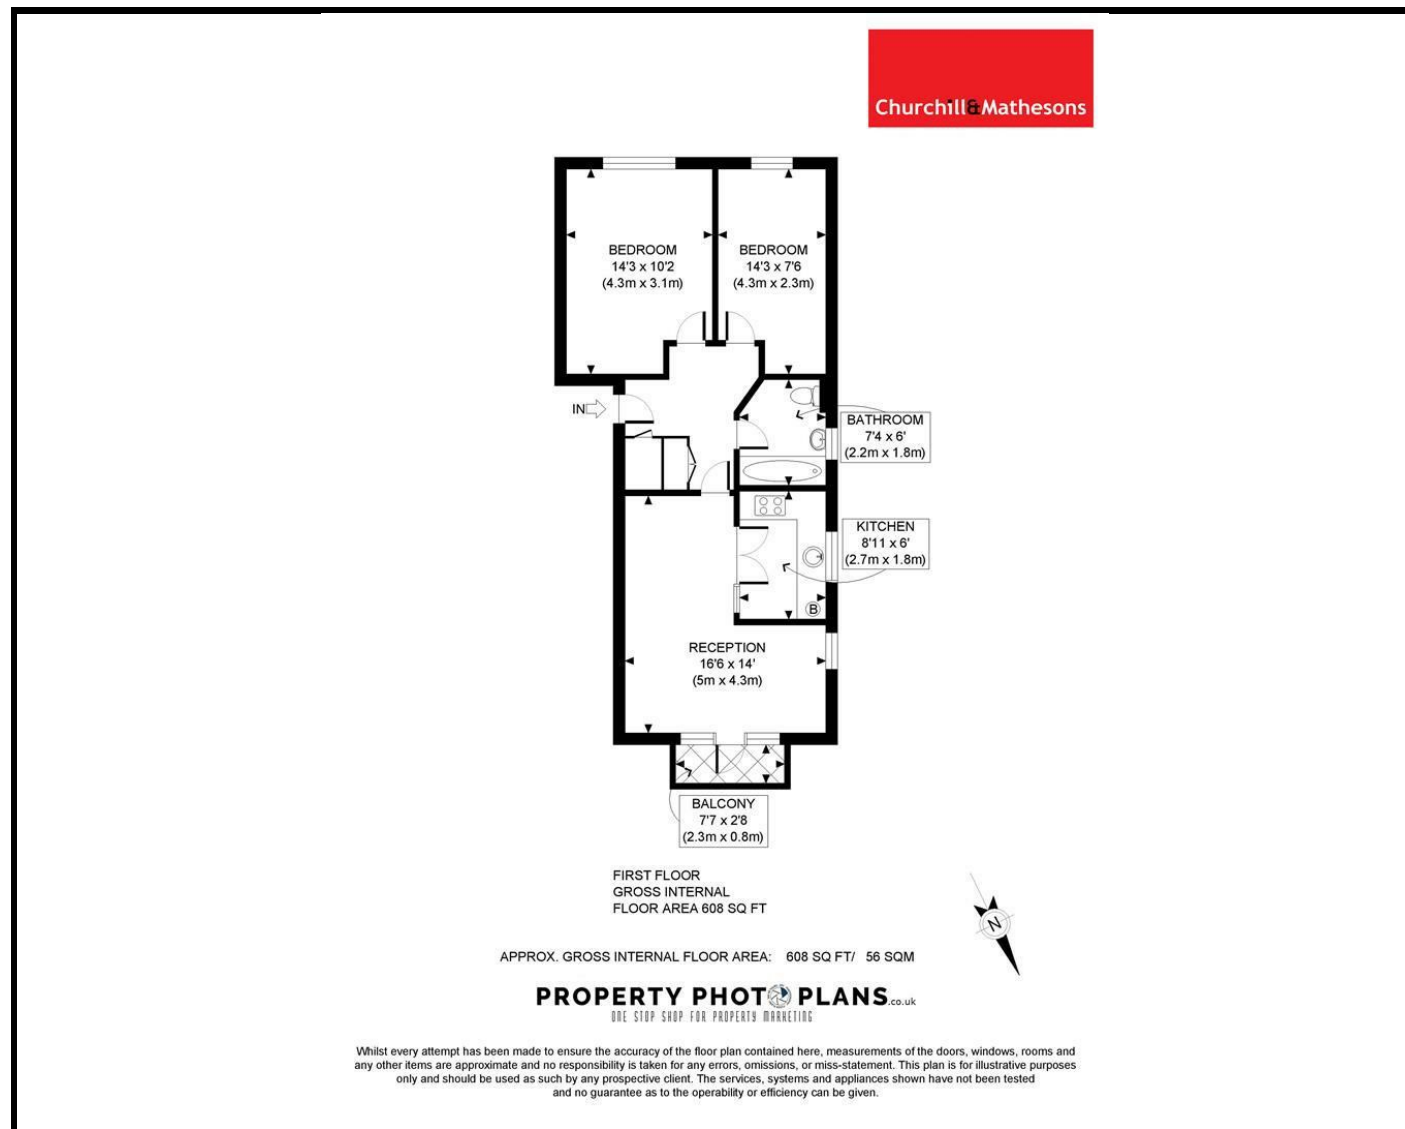 Churchill&Mathesons
BEDROOM
14'3 x 10'2
(4.3m x 3.1m)
BEDROOM
14'3 x 7'6
(4.3m x 2.3m)
IN
BATHROOM
7'4 x 6'
(2.2m x 1.8m)
KITCHEN
8'11 x 6'
(2.7m x 1.8m)
B
RECEPTION
16'6 x 14'
(5m x 4.3m)
BALCONY
7'7 x 2'8
(2.3m x 0.8m)
FIRST FLOOR
GROSS INTERNAL
FLOOR AREA 608 SQ FT
N
APPROX. GROSS INTERNAL FLOOR AREA: 608 SQ FT/ 56 SQM
PROPERTY PHOTO PLANS.co.uk
ONE STOP SHOP FOR PROPERTY MARKETING
Whilst every attempt has been made to ensure the accuracy of the floor plan contained here, measurements of the doors, windows, rooms and
any other items are approximate and no responsibility is taken for any errors, omissions, or miss-statement. This plan is for illustrative purposes
only and should be used as such by any prospective client. The services, systems and appliances shown have not been tested
and no guarantee as to the operability or efficiency can be given.